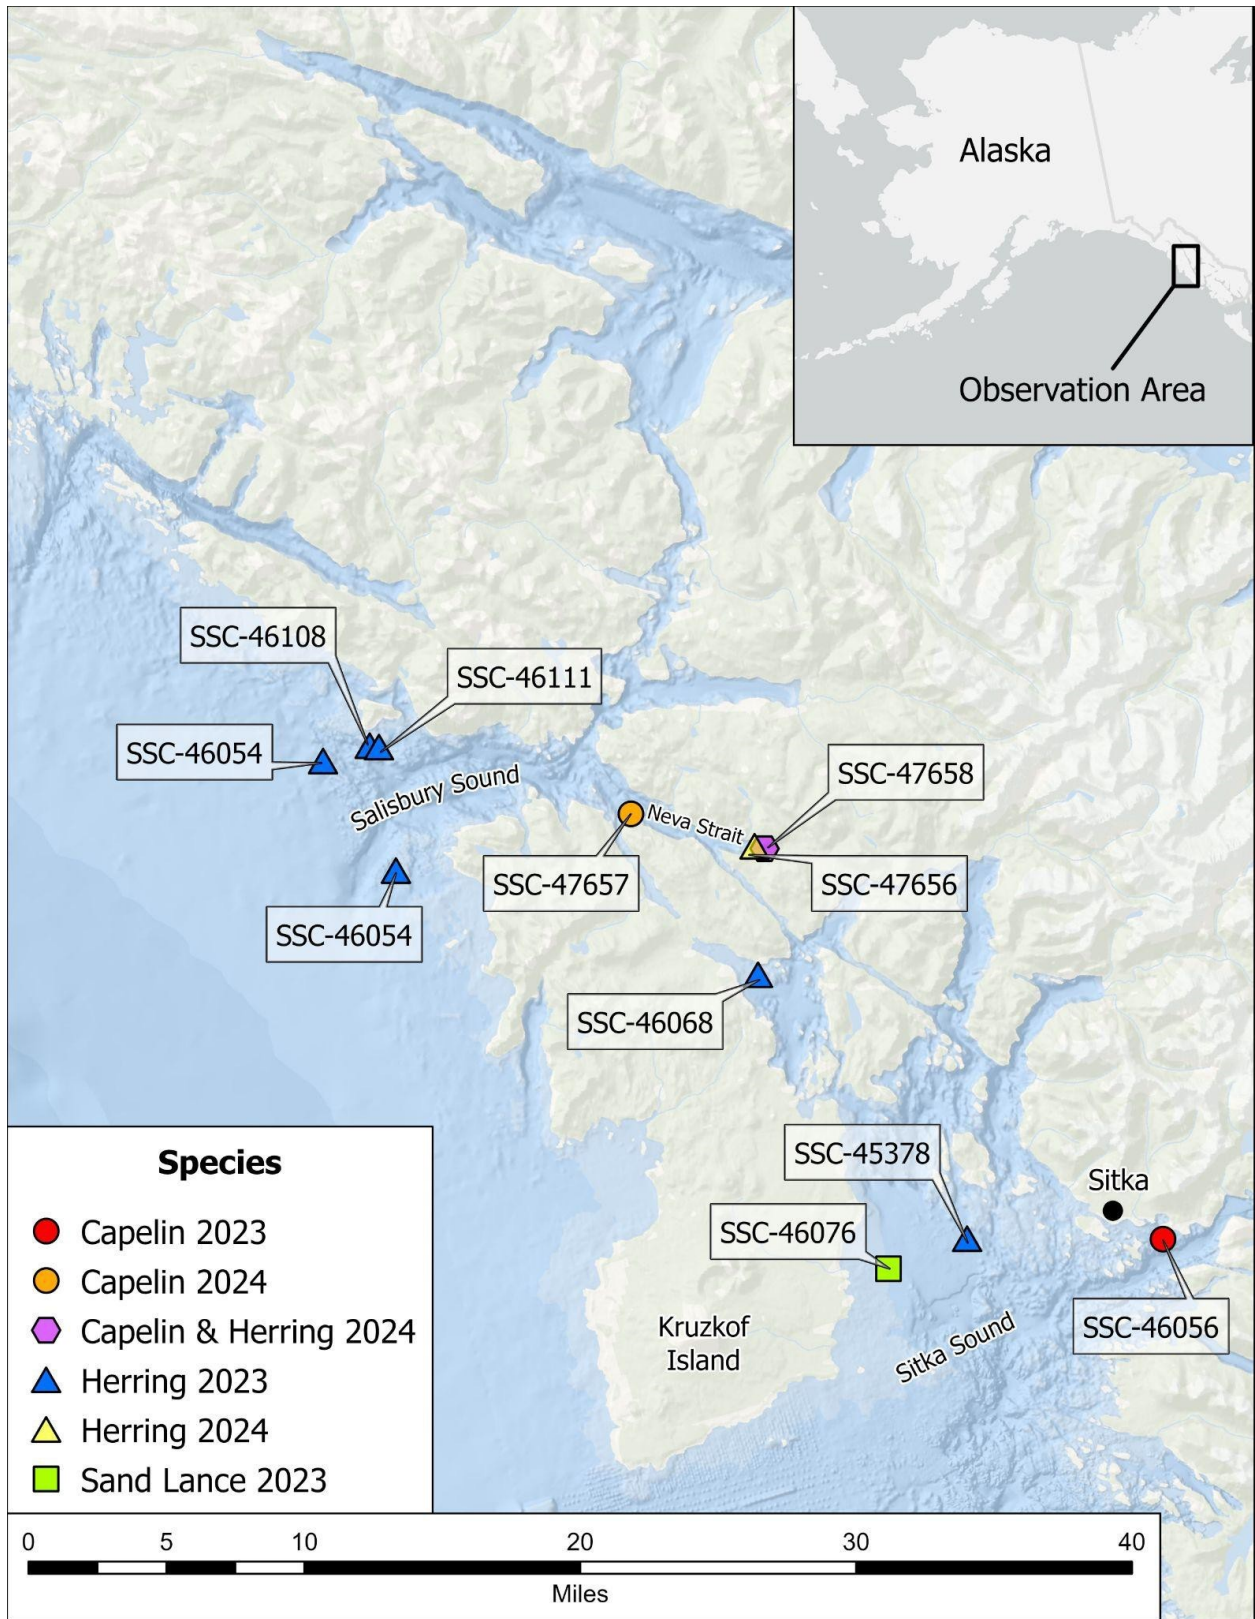 Alaska
Observation Area
SSC-46108
SSC-46111
SSC-46054
Salisbury Sound
SSC-47658
Neva Strait
SSC-47657
SSC-47656
SSC-46054
SSC-46068
SSC-45378
Sitka
SSC-46076
Kruzkof
Island
Sitka Sound
SSC-46056
Species
Capelin 2023
Capelin 2024
Capelin & Herring 2024
Herring 2023
Herring 2024
Sand Lance 2023
0 5 10 20 30 40
Miles